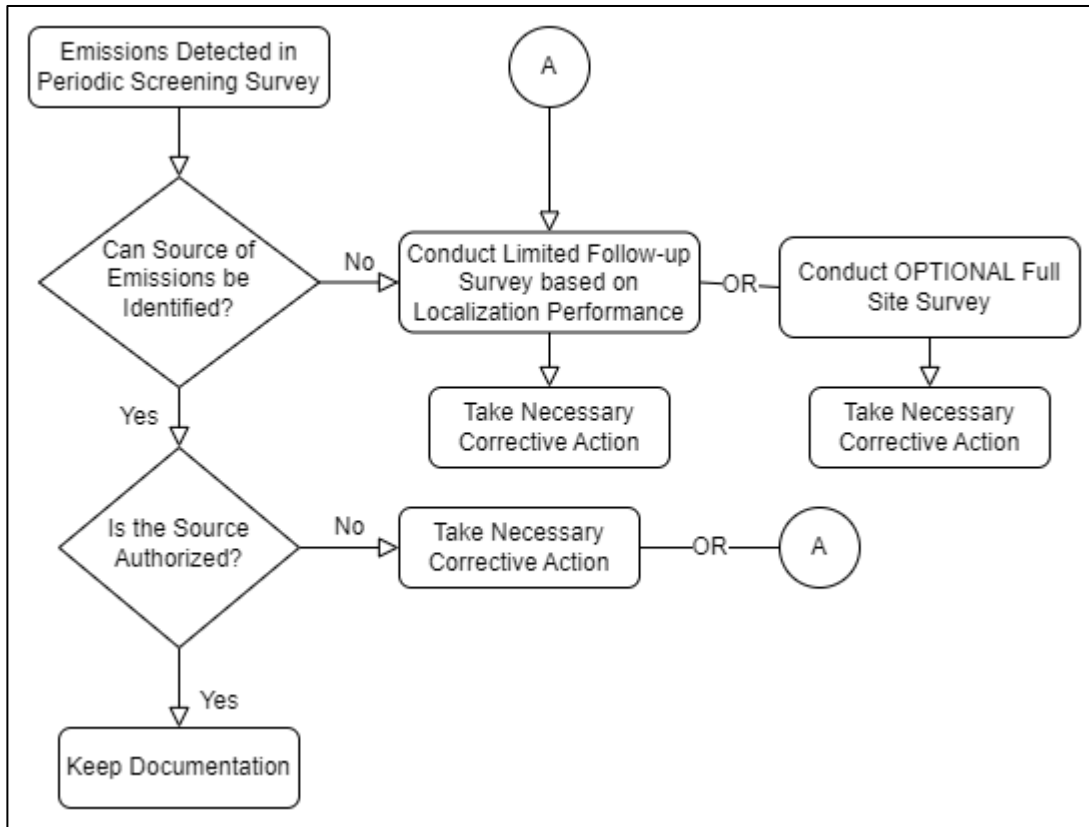 Emissions Detected in
Periodic Screening Survey
A
Can Source of
Emissions be
Identified?
No
Conduct Limited Follow-up
Survey based on
Localization Performance
OR
Conduct OPTIONAL Full
Site Survey
Yes
Take Necessary
Corrective Action
Take Necessary
Corrective Action
Is the Source
Authorized?
No
Take Necessary
Corrective Action
OR
A
Yes
Keep Documentation